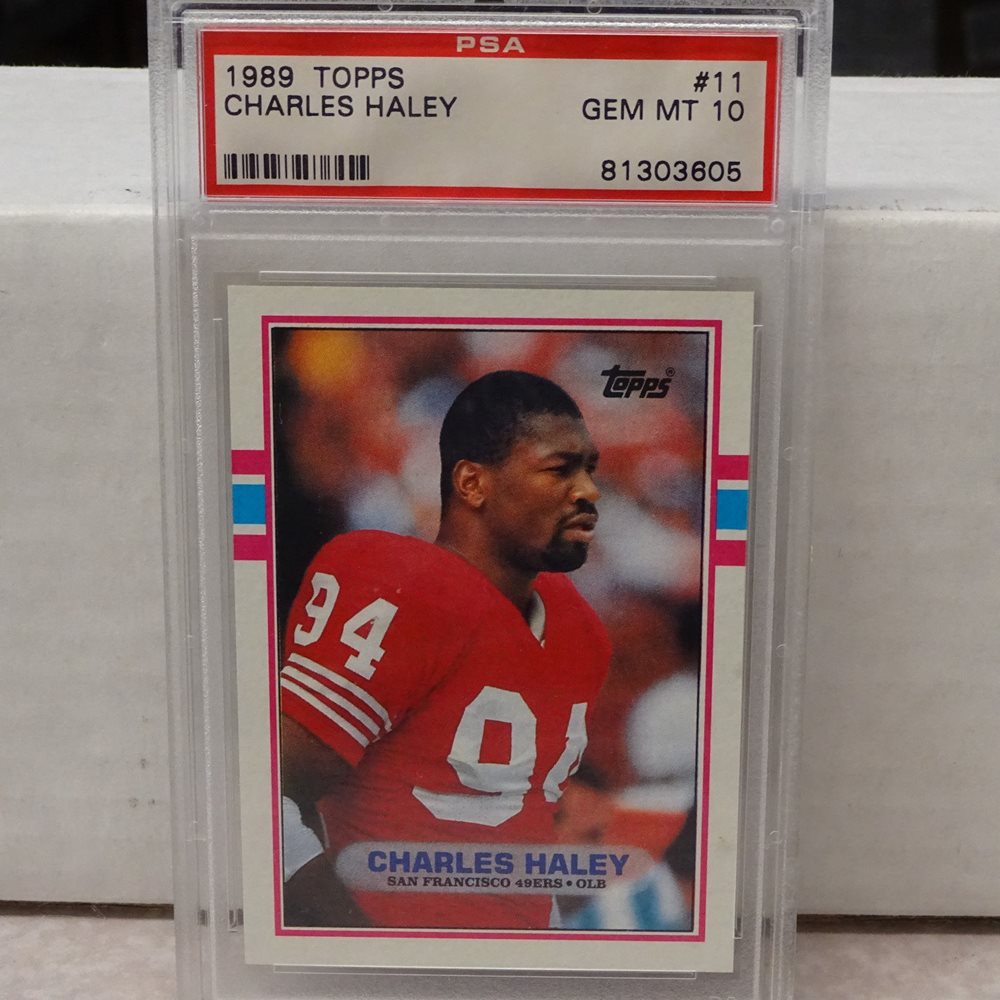 PSA
1989 TOPPS #11
CHARLES HALEY GEM MT 10
81303605
Topps®
94
94
CHARLES HALEY
SAN FRANCISCO 49ERS • OLB